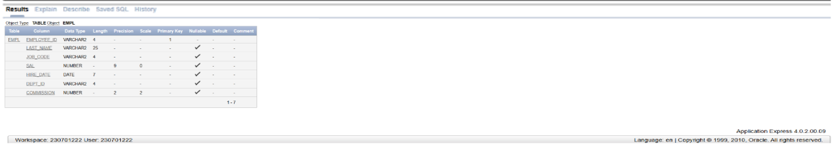 Results Explain Describe Saved SQL History
Object Type TABLE Object EMPL
Table Column Data Type Length Precision Scale Primary Key Nullable Default Comment
EMPL EMPLOYEE_ID VARCHAR2 4 - - 1 - - -
LAST_NAME VARCHAR2 25 - - - ✓ - -
JOB_CODE VARCHAR2 4 - - - ✓ - -
SAL NUMBER - 8 0 - ✓ - -
HIRE_DATE DATE 7 - - - ✓ - -
DEPT_ID VARCHAR2 4 - - - ✓ - -
COMMISSION NUMBER - 2 2 - ✓ - -
1 - 7
Application Express 4.0.2.00.09
Workspace: 230701222 User: 230701222 Language: en | Copyright © 1999, 2010, Oracle. All rights reserved.